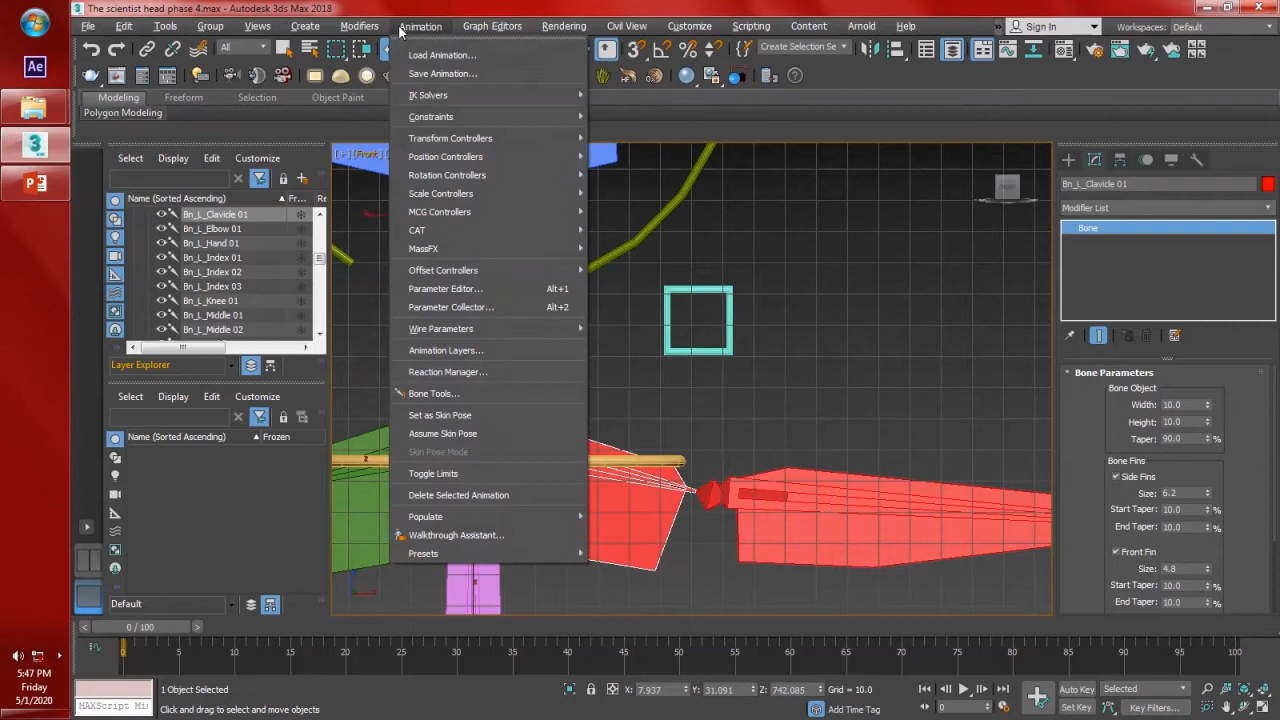 The scientist head phase 4.max - Autodesk 3ds Max 2018
File Edit Tools Group Views Create Modifiers Animation Graph Editors Rendering Civil View Customize Scripting Content Arnold Help
Sign In
Workspaces: Default
All
Create Selection Se
Modeling Freeform Selection Object Paint
Polygon Modeling
Load Animation...
Save Animation...
IK Solvers
Constraints
Transform Controllers
Position Controllers
Rotation Controllers
Scale Controllers
MCG Controllers
CAT
MassFX
Offset Controllers
Parameter Editor... Alt+1
Parameter Collector... Alt+2
Wire Parameters
Animation Layers...
Reaction Manager...
Bone Tools...
Set as Skin Pose
Assume Skin Pose
Skin Pose Mode
Toggle Limits
Delete Selected Animation
Populate
Walkthrough Assistant...
Presets
Select Display Edit Customize
Name (Sorted Ascending) Fr... Re
Bn_L_Clavicle 01
Bn_L_Elbow 01
Bn_L_Hand 01
Bn_L_Index 01
Bn_L_Index 02
Bn_L_Index 03
Bn_L_Knee 01
Bn_L_Middle 01
Bn_L_Middle 02
Layer Explorer
Select Display Edit Customize
Name (Sorted Ascending) Frozen
Default
[+] [Front]
FRONT
Bn_L_Clavicle 01
Modifier List
Bone
Bone Parameters
Bone Object
Width: 10.0
Height: 10.0
Taper: 90.0 %
Bone Fins
Side Fins
Size: 6.2
Start Taper: 10.0 %
End Taper: 10.0 %
Front Fin
Size: 4.8
Start Taper: 10.0 %
End Taper: 10.0 %
0 / 100
0 5 10 15 20 25 30 35 40 45 50 55 60 65 70 75 80 85 90 95 100
MAXScript Mi
1 Object Selected
Click and drag to select and move objects
X: 7.937 Y: 31.091 Z: 742.085 Grid = 10.0
Add Time Tag
0
Auto Key Selected
Set Key Key Filters...
Ae
3
5:47 PM
Friday
5/1/2020